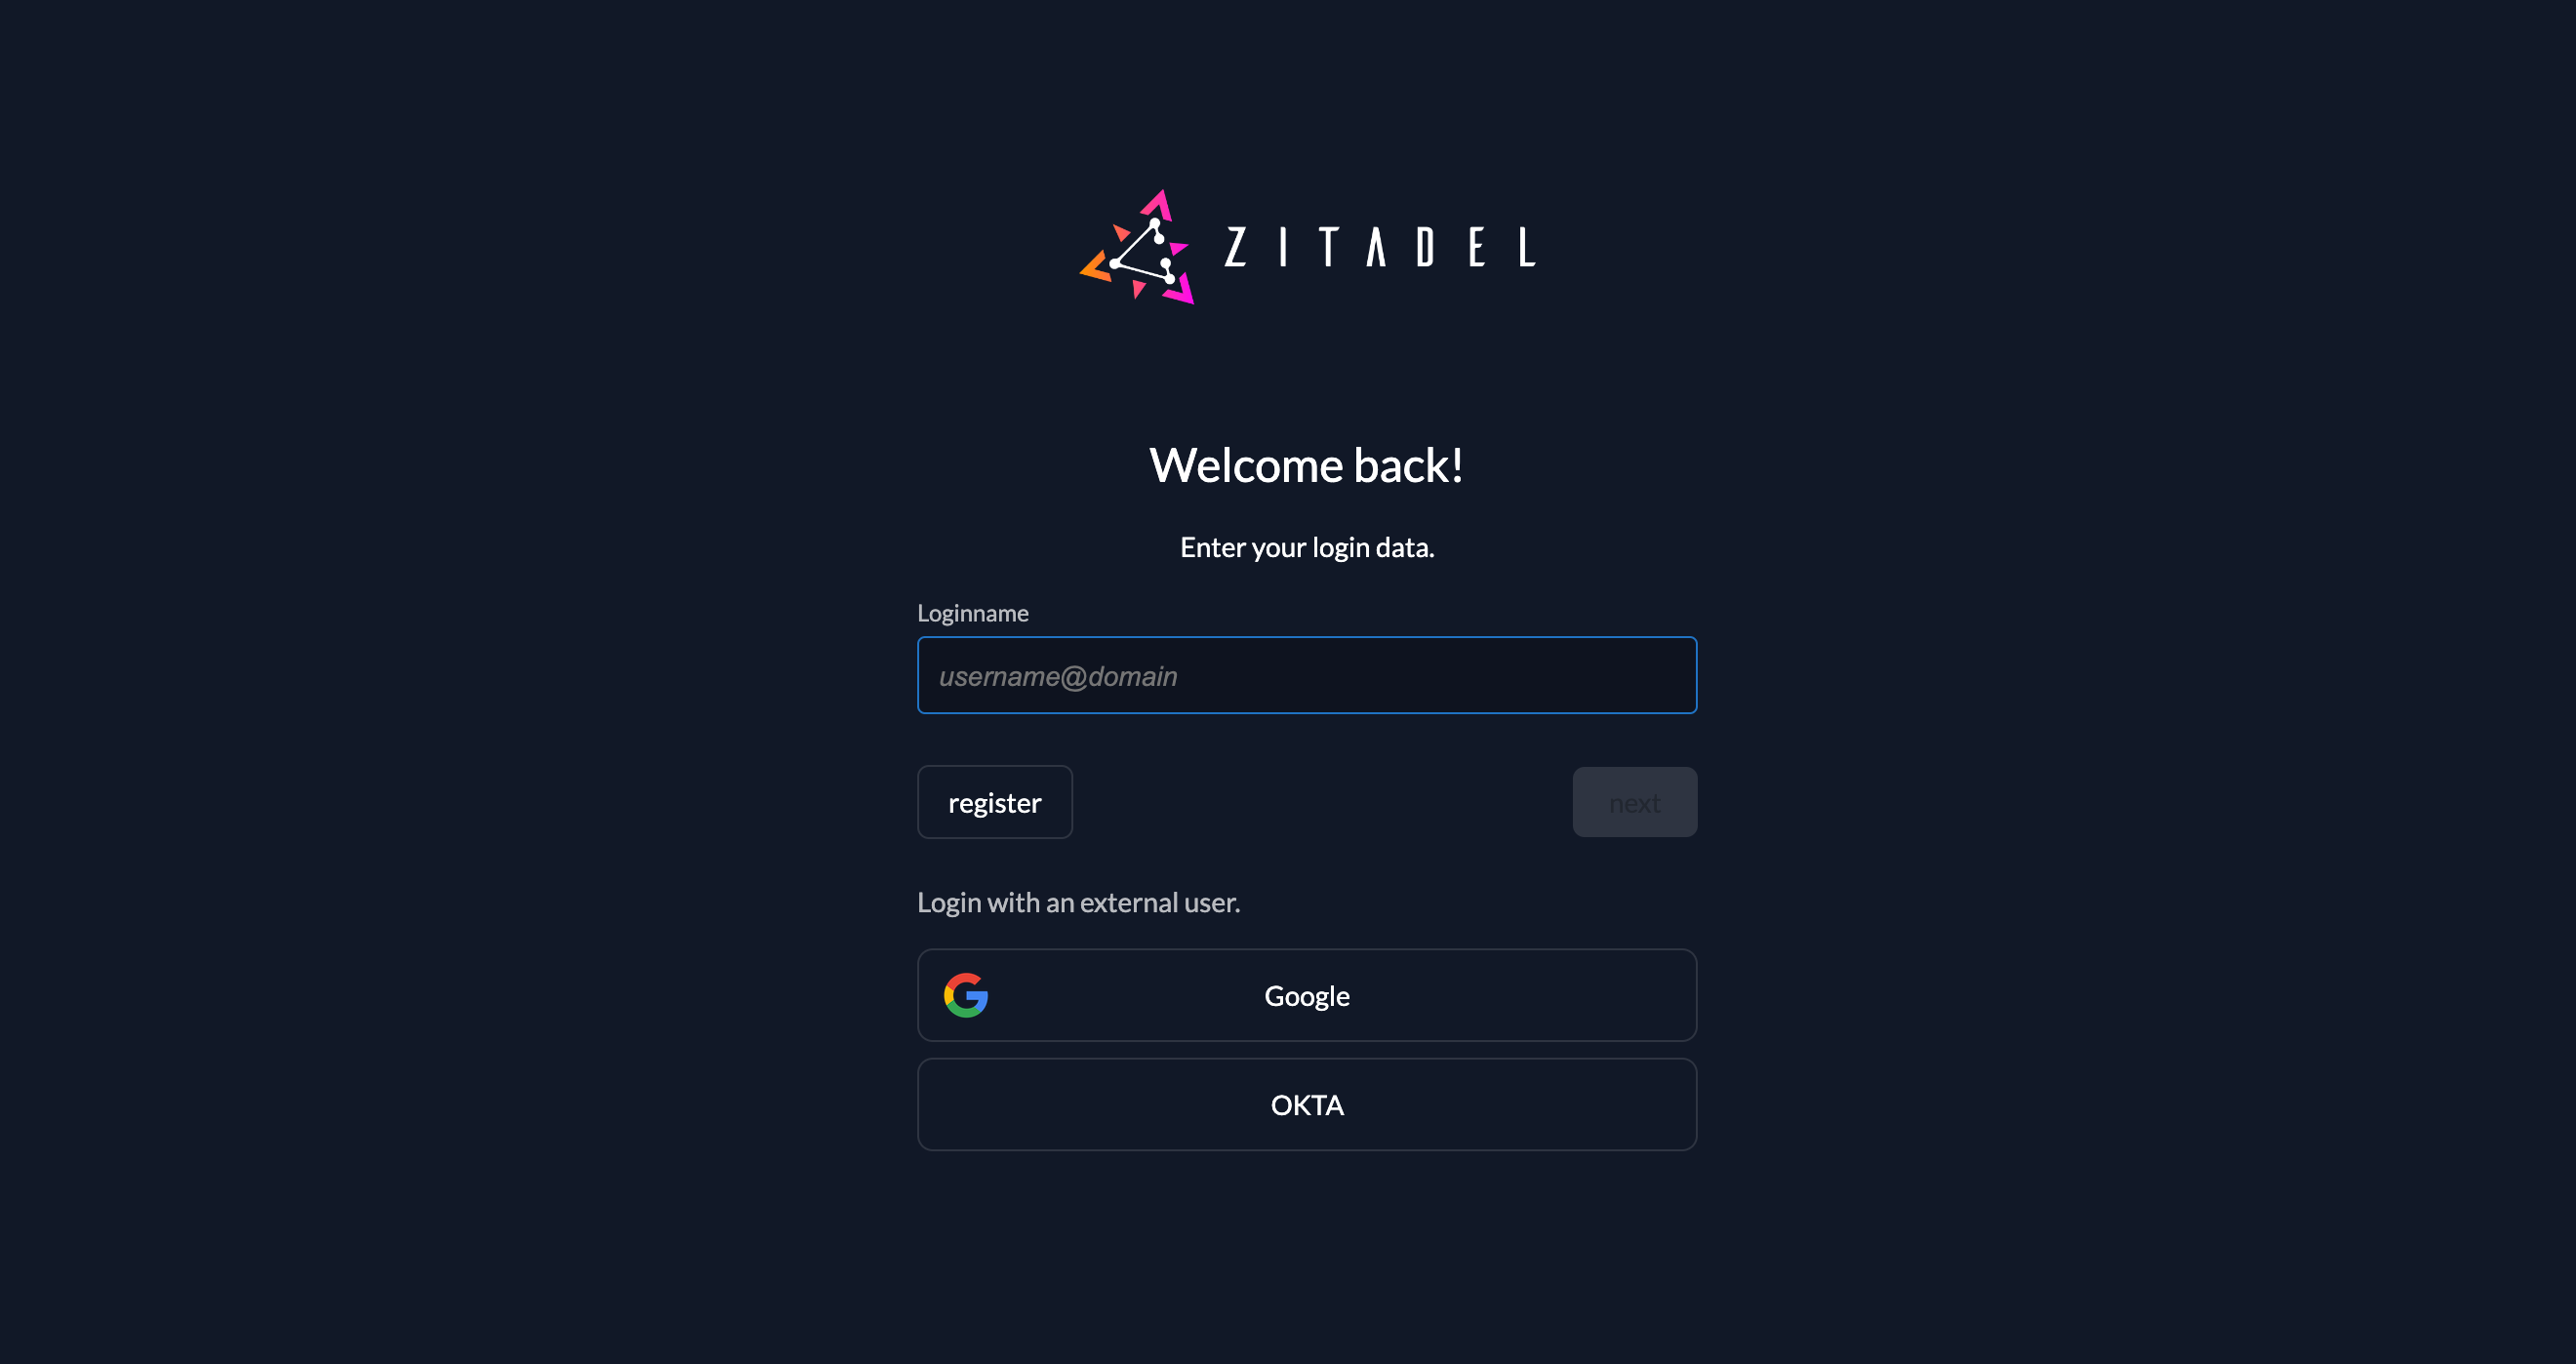 ZITADEL
Welcome back!
Enter your login data.
Loginname
username@domain
register
next
Login with an external user.
Google
OKTA